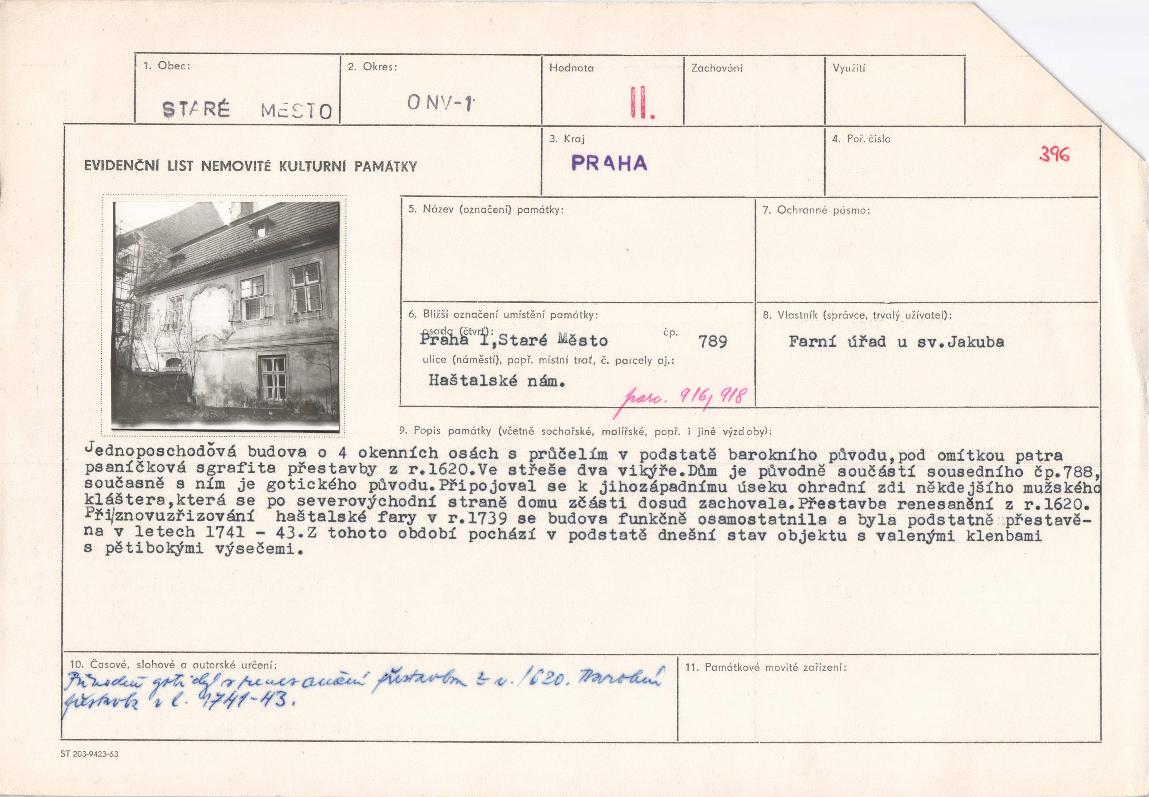 1. Obec:
STARÉ MĚSTO
2. Okres:
ONV-1
Hodnota
II.
Zachování
Využití
EVIDENČNÍ LIST NEMOVITÉ KULTURNÍ PAMÁTKY
3. Kraj
PRAHA
4. Poř. číslo
396
5. Název (označení) památky:
7. Ochranné pásmo:
6. Bližší označení umístění památky:
osada (čtvrť):
čp.
Praha 1,Staré Město 789
ulice (náměstí), popř. místní trať, č. parcely aj.:
Haštalské nám.
parc. 916, 918
8. Vlastník (správce, trvalý uživatel):
Farní úřad u sv.Jakuba
9. Popis památky (včetně sochařské, malířské, popř. i jiné výzdoby):
Jednoposchoďová budova o 4 okenních osách s průčelím v podstatě barokního původu,pod omítkou patra
psaníčková sgrafita přestavby z r.1620.Ve střeše dva vikýře.Dům je původně součástí sousedního čp.788,
současně s ním je gotického původu.Připojoval se k jihozápadnímu úseku ohradní zdi někdejšího mužského
kláštera,která se po severovýchodní straně domu zčásti dosud zachovala.Přestavba renesanční z r.1620.
Při/znovuzřizování haštalské fary v r.1739 se budova funkčně osamostatnila a byla podstatně přestavě-
na v letech 1741 - 43.Z tohoto období pochází v podstatě dnešní stav objektu s valenými klenbami
s pětibokými výsečemi.
10. Časové, slohové a autorské určení:
Původně gotický s renesanční přestavbou z r. 1620. Barokní
přestavba v l. 1741-43.
11. Památkové movité zařízení:
ST 203-9423-63